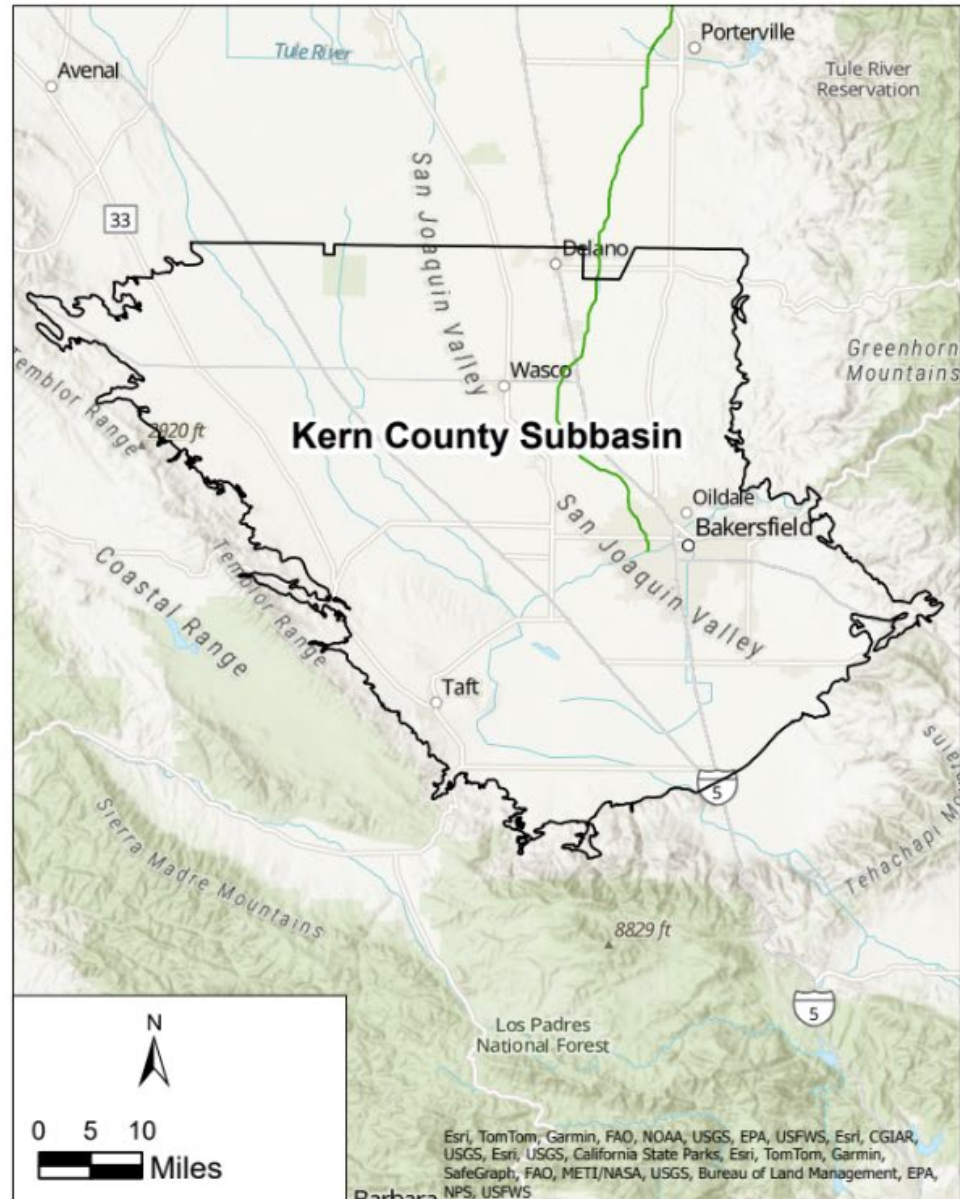 Porterville
Tule River
Avenal
Tule River
Reservation
San Joaquin Valley
33
Delano
Greenhorn
Mountains
Wasco
Temblor Range
2920 ft
Kern County Subbasin
Oildale
San Joaquin Valley
Bakersfield
Coastal Range
Temblor Range
Taft
5
Tehachapi
Sierra Madre Mountains
8829 ft
5
N
Los Padres
National Forest
0 5 10
Miles
Esri, TomTom, Garmin, FAO, NOAA, USGS, EPA, USFWS, Esri, CGIAR,
USGS, Esri, USGS, California State Parks, Esri, TomTom, Garmin,
SafeGraph, FAO, METI/NASA, USGS, Bureau of Land Management, EPA,
Barbara NPS, USFWS